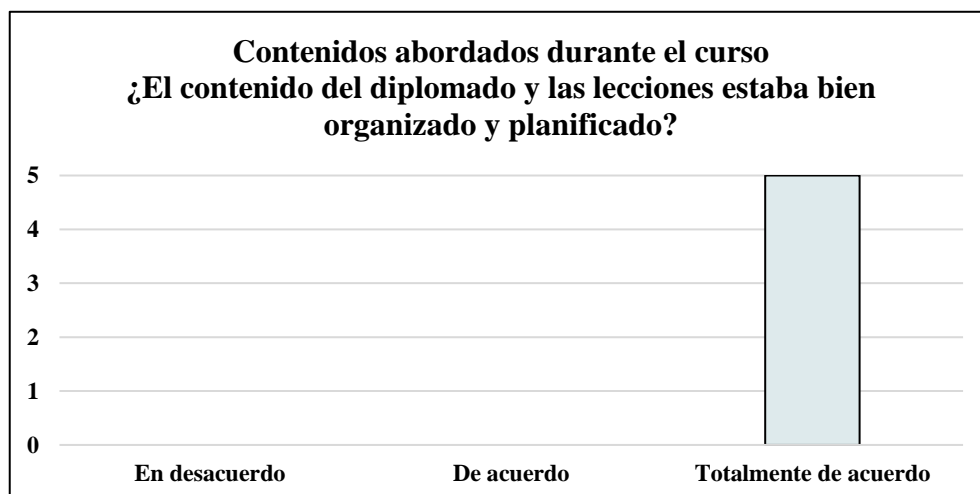 Contenidos abordados durante el curso
¿El contenido del diplomado y las lecciones estaba bien
organizado y planificado?
5
4
3
2
1
0
En desacuerdo De acuerdo Totalmente de acuerdo